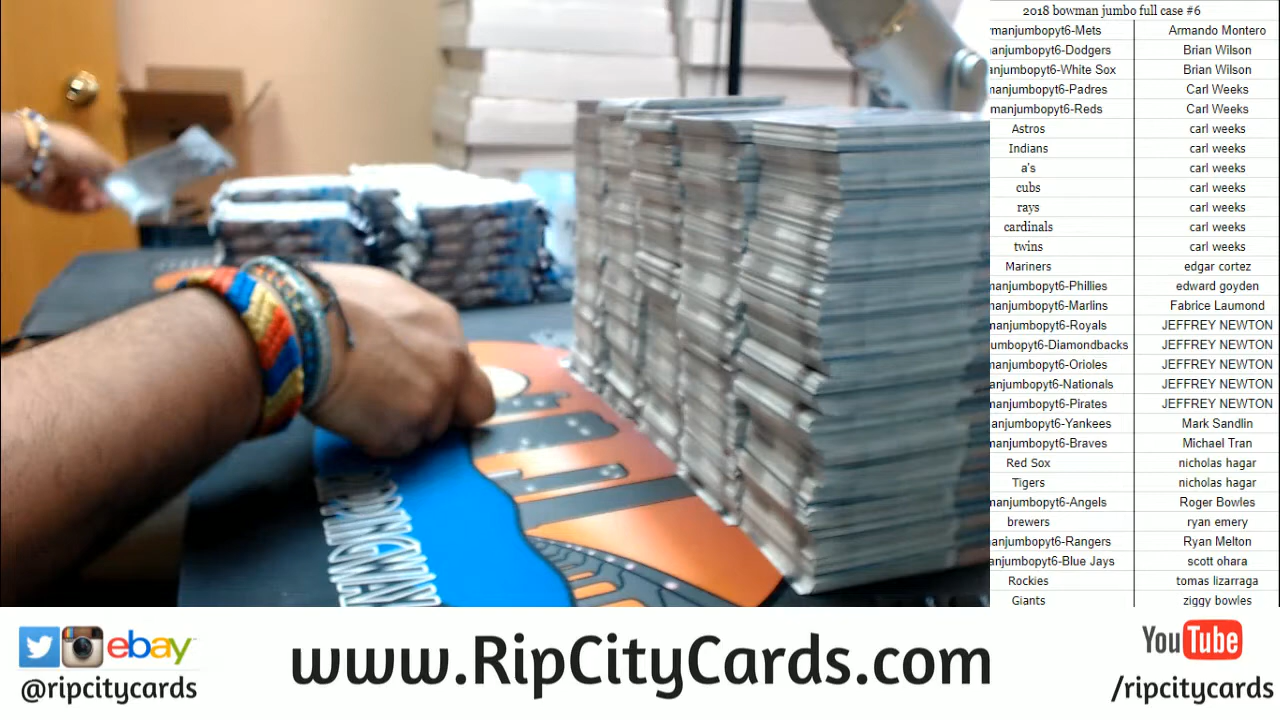 2018 bowman jumbo full case #6
manjumbopyt6-Mets Armando Montero
anjumbopyt6-Dodgers Brian Wilson
anjumbopyt6-White Sox Brian Wilson
manjumbopyt6-Padres Carl Weeks
manjumbopyt6-Reds Carl Weeks
Astros carl weeks
Indians carl weeks
a's carl weeks
cubs carl weeks
rays carl weeks
cardinals carl weeks
twins carl weeks
Mariners edgar cortez
manjumbopyt6-Phillies edward goyden
manjumbopyt6-Marlins Fabrice Laumond
manjumbopyt6-Royals JEFFREY NEWTON
umbopyt6-Diamondbacks JEFFREY NEWTON
manjumbopyt6-Orioles JEFFREY NEWTON
anjumbopyt6-Nationals JEFFREY NEWTON
manjumbopyt6-Pirates JEFFREY NEWTON
anjumbopyt6-Yankees Mark Sandlin
manjumbopyt6-Braves Michael Tran
Red Sox nicholas hagar
Tigers nicholas hagar
manjumbopyt6-Angels Roger Bowles
brewers ryan emery
anjumbopyt6-Rangers Ryan Melton
anjumbopyt6-Blue Jays scott ohara
Rockies tomas lizarraga
Giants ziggy bowles
ebay
@ripcitycards
www.RipCityCards.com
YouTube
/ripcitycards